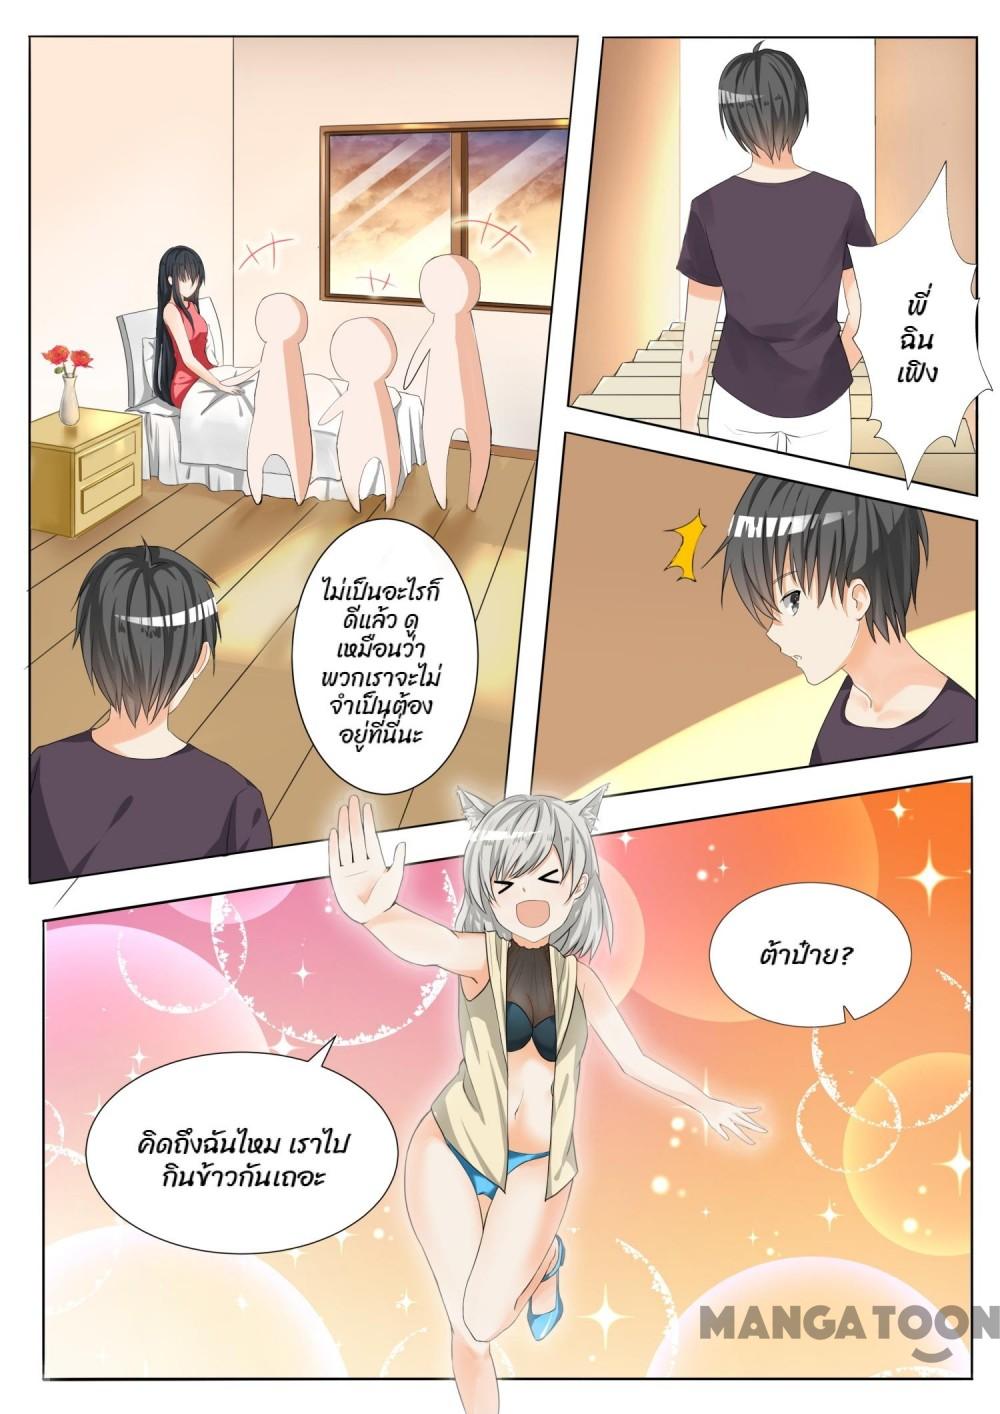 ไม่เป็นอะไรก็
ดีแล้ว ดู
เหมือนว่า
พวกเราจะไม่
จำเป็นต้อง
อยู่ที่นี่นะ
พี่
ฉิน
เฟิง
ต้าป๋าย?
คิดถึงฉันไหม เราไป
กินข้าวกันเถอะ
MANGATOON